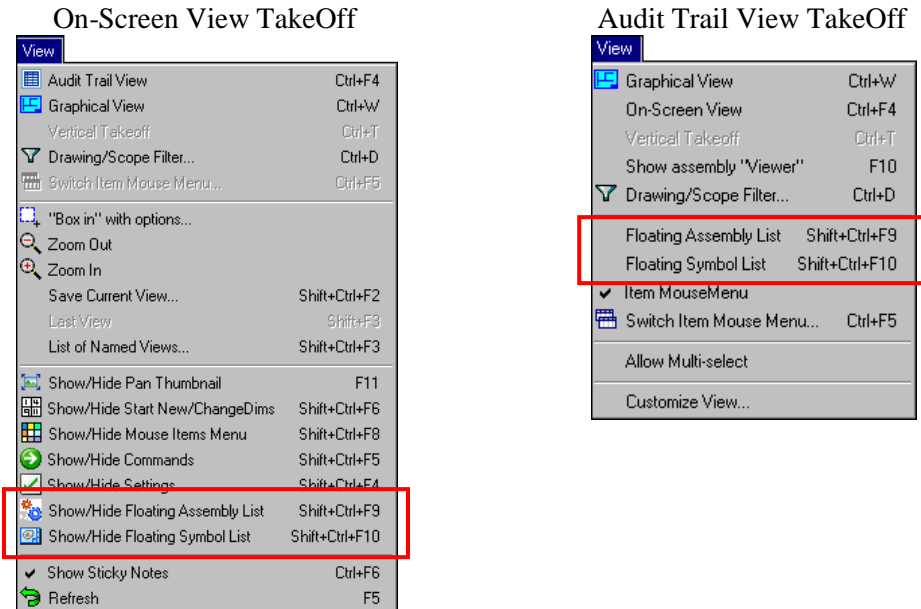 On-Screen View TakeOff
View
Audit Trail View Ctrl+F4
Graphical View Ctrl+W
Vertical Takeoff Ctrl+T
Drawing/Scope Filter... Ctrl+D
Switch Item Mouse Menu... Ctrl+F5
"Box in" with options...
Zoom Out
Zoom In
Save Current View... Shift+Ctrl+F2
Last View Shift+F3
List of Named Views... Shift+Ctrl+F3
Show/Hide Pan Thumbnail F11
Show/Hide Start New/ChangeDims Shift+Ctrl+F6
Show/Hide Mouse Items Menu Shift+Ctrl+F8
Show/Hide Commands Shift+Ctrl+F5
Show/Hide Settings Shift+Ctrl+F4
Show/Hide Floating Assembly List Shift+Ctrl+F9
Show/Hide Floating Symbol List Shift+Ctrl+F10
Show Sticky Notes Ctrl+F6
Refresh F5
Audit Trail View TakeOff
View
Graphical View Ctrl+W
On-Screen View Ctrl+F4
Vertical Takeoff Ctrl+T
Show assembly "Viewer" F10
Drawing/Scope Filter... Ctrl+D
Floating Assembly List Shift+Ctrl+F9
Floating Symbol List Shift+Ctrl+F10
Item MouseMenu
Switch Item Mouse Menu... Ctrl+F5
Allow Multi-select
Customize View...